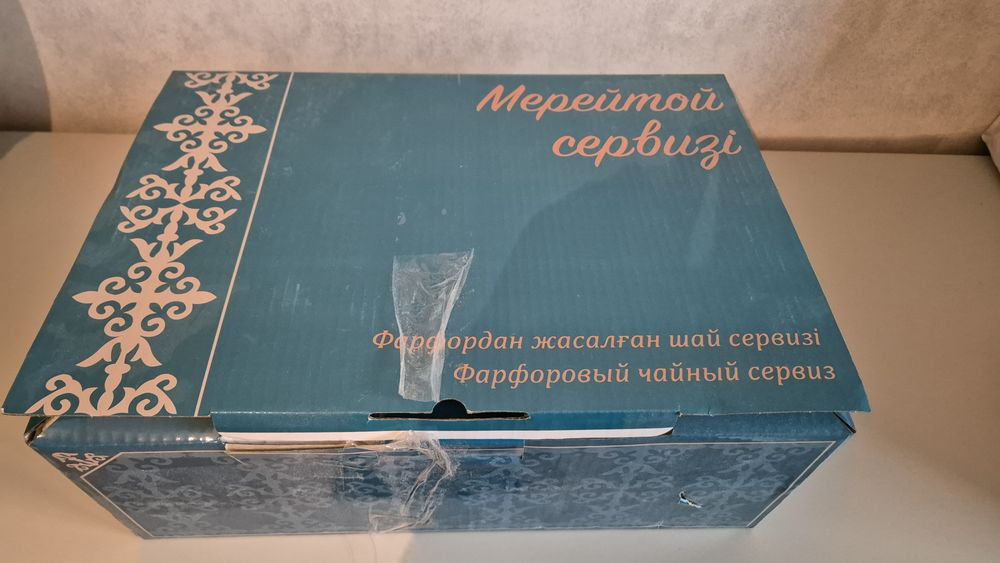 Мерейтой
сервизі
Фарфордан жасалған шай сервизі
Фарфоровый чайный сервиз